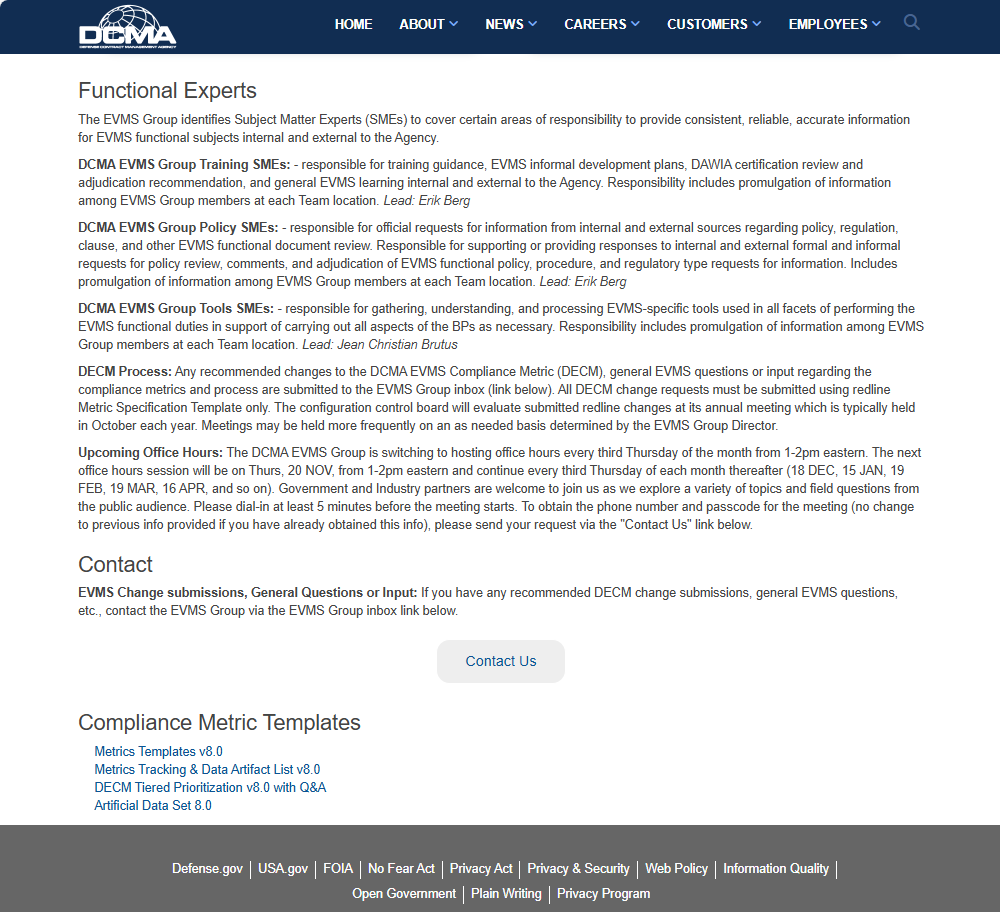 DCMA
DEFENSE CONTRACT MANAGEMENT AGENCY
HOME ABOUT NEWS CAREERS CUSTOMERS EMPLOYEES
Functional Experts
The EVMS Group identifies Subject Matter Experts (SMEs) to cover certain areas of responsibility to provide consistent, reliable, accurate information
for EVMS functional subjects internal and external to the Agency.
DCMA EVMS Group Training SMEs: - responsible for training guidance, EVMS informal development plans, DAWIA certification review and
adjudication recommendation, and general EVMS learning internal and external to the Agency. Responsibility includes promulgation of information
among EVMS Group members at each Team location. Lead: Erik Berg
DCMA EVMS Group Policy SMEs: - responsible for official requests for information from internal and external sources regarding policy, regulation,
clause, and other EVMS functional document review. Responsible for supporting or providing responses to internal and external formal and informal
requests for policy review, comments, and adjudication of EVMS functional policy, procedure, and regulatory type requests for information. Includes
promulgation of information among EVMS Group members at each Team location. Lead: Erik Berg
DCMA EVMS Group Tools SMEs: - responsible for gathering, understanding, and processing EVMS-specific tools used in all facets of performing the
EVMS functional duties in support of carrying out all aspects of the BPs as necessary. Responsibility includes promulgation of information among EVMS
Group members at each Team location. Lead: Jean Christian Brutus
DECM Process: Any recommended changes to the DCMA EVMS Compliance Metric (DECM), general EVMS questions or input regarding the
compliance metrics and process are submitted to the EVMS Group inbox (link below). All DECM change requests must be submitted using redline
Metric Specification Template only. The configuration control board will evaluate submitted redline changes at its annual meeting which is typically held
in October each year. Meetings may be held more frequently on an as needed basis determined by the EVMS Group Director.
Upcoming Office Hours: The DCMA EVMS Group is switching to hosting office hours every third Thursday of the month from 1-2pm eastern. The next
office hours session will be on Thurs, 20 NOV, from 1-2pm eastern and continue every third Thursday of each month thereafter (18 DEC, 15 JAN, 19
FEB, 19 MAR, 16 APR, and so on). Government and Industry partners are welcome to join us as we explore a variety of topics and field questions from
the public audience. Please dial-in at least 5 minutes before the meeting starts. To obtain the phone number and passcode for the meeting (no change
to previous info provided if you have already obtained this info), please send your request via the "Contact Us" link below.
Contact
EVMS Change submissions, General Questions or Input: If you have any recommended DECM change submissions, general EVMS questions,
etc., contact the EVMS Group via the EVMS Group inbox link below.
Contact Us
Compliance Metric Templates
Metrics Templates v8.0
Metrics Tracking & Data Artifact List v8.0
DECM Tiered Prioritization v8.0 with Q&A
Artificial Data Set 8.0
Defense.gov | USA.gov | FOIA | No Fear Act | Privacy Act | Privacy & Security | Web Policy | Information Quality |
Open Government | Plain Writing | Privacy Program